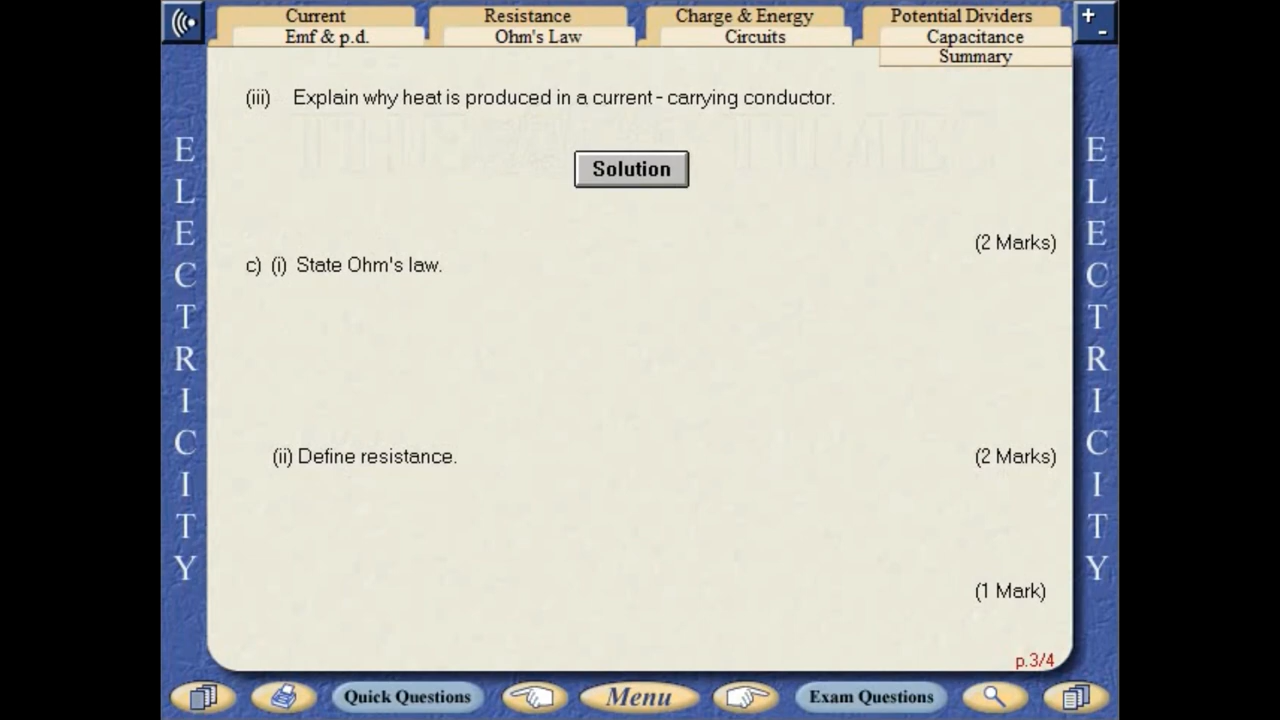 Current
Resistance
Charge & Energy
Potential Dividers
Emf & p.d.
Ohm's Law
Circuits
Capacitance
Summary
+
-
(iii) Explain why heat is produced in a current - carrying conductor.
Solution
(2 Marks)
c) (i) State Ohm's law.
(ii) Define resistance.
(2 Marks)
(1 Mark)
p.3/4
ELECTRICITY
ELECTRICITY
Quick Questions
Menu
Exam Questions